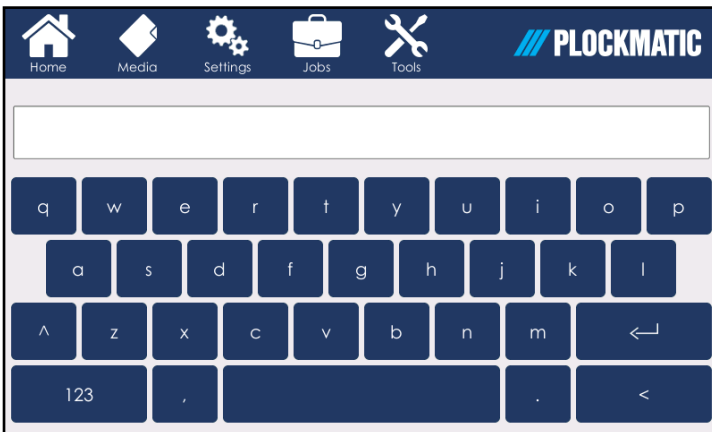 PLOCKMATIC
Home Media Settings Jobs Tools
q w e r t y u i o p
a s d f g h j k l
^ z x c v b n m
123 , . <